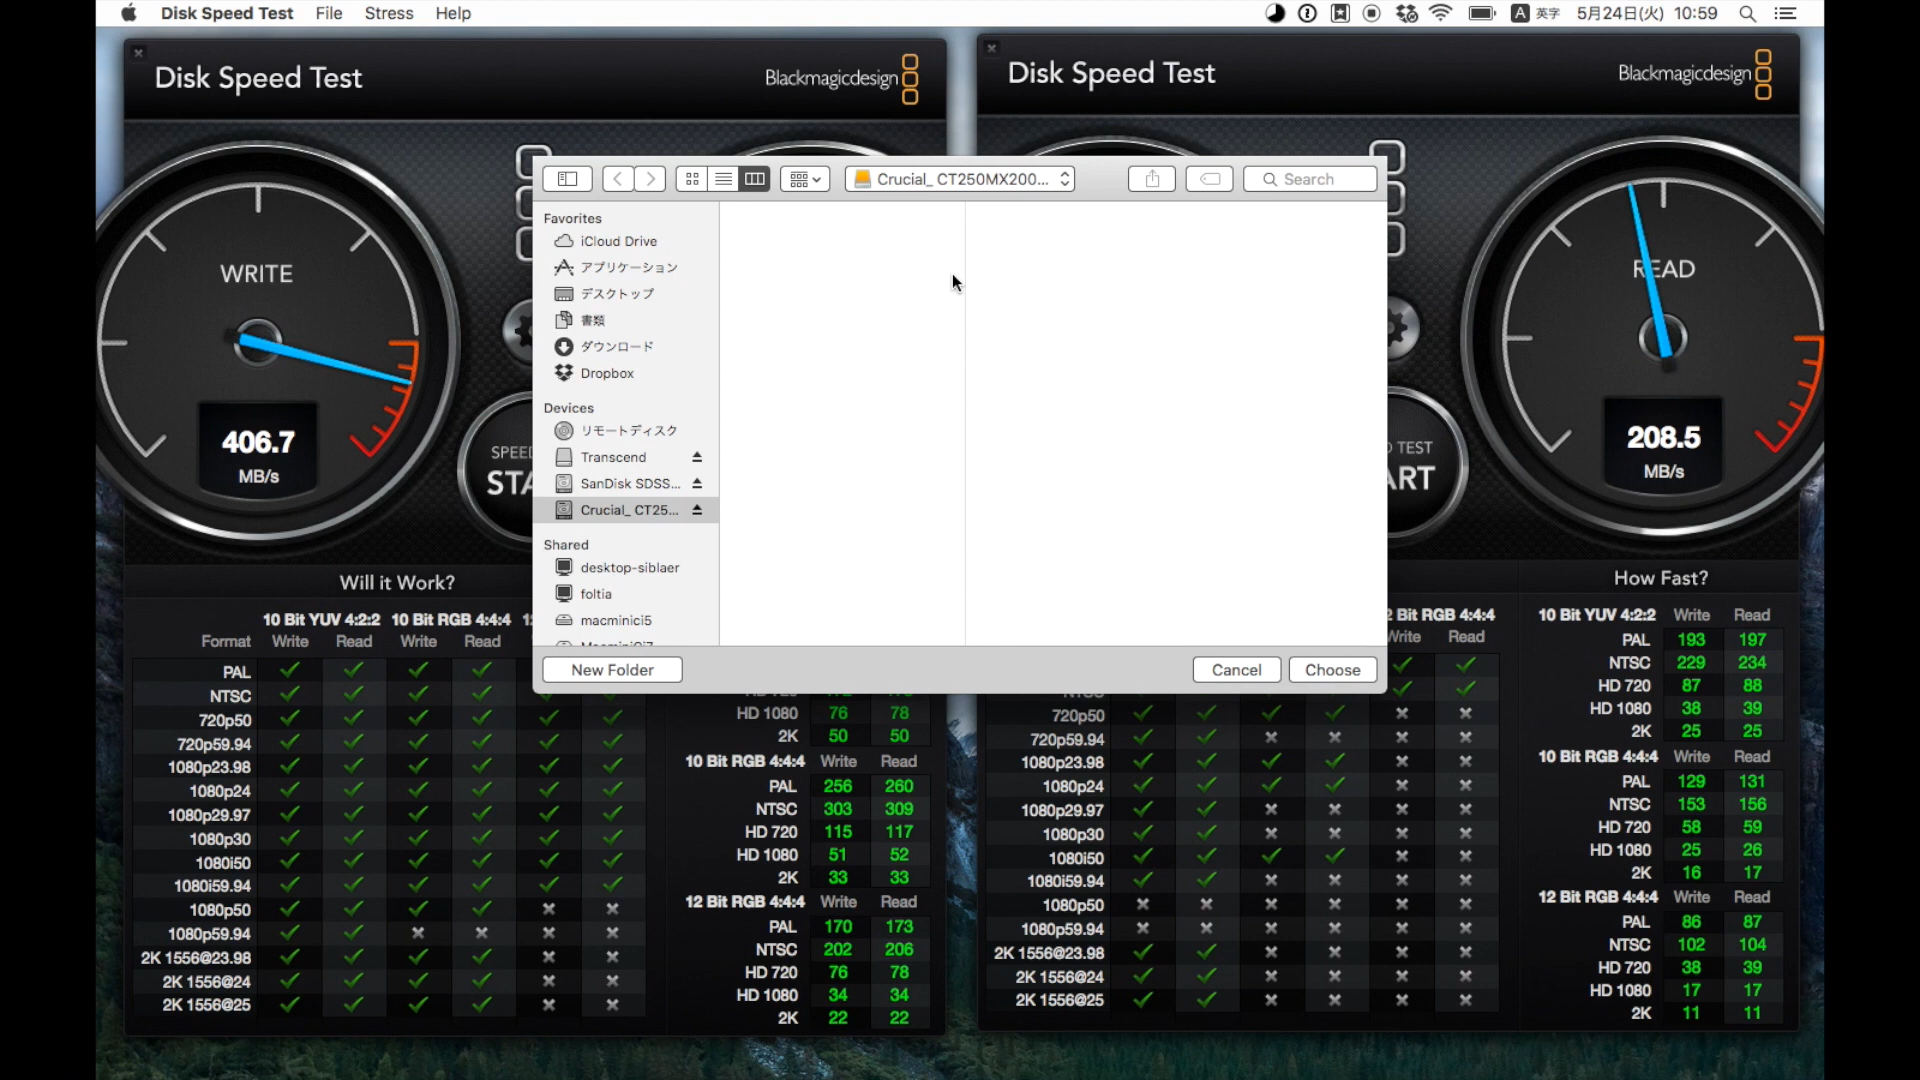 Disk Speed Test File Stress Help
A 英字 5月24日(火) 10:59
Disk Speed Test
Blackmagicdesign
Disk Speed Test
Blackmagicdesign
Crucial_ CT250MX200...
Search
Favorites
iCloud Drive
アプリケーション
デスクトップ
書類
ダウンロード
Dropbox
Devices
リモートディスク
Transcend
SanDisk SDSS...
Crucial_ CT25...
Shared
desktop-siblaer
foltia
macminici5
New Folder
Cancel
Choose
WRITE
406.7
MB/s
READ
208.5
MB/s
Will it Work?
10 Bit YUV 4:2:2 10 Bit RGB 4:4:4
Format Write Read Write Read
PAL
NTSC
720p50
720p59.94
1080p23.98
1080p24
1080p29.97
1080p30
1080i50
1080i59.94
1080p50
1080p59.94
2K 1556@23.98
2K 1556@24
2K 1556@25
HD 1080 76 78
2K 50 50
10 Bit RGB 4:4:4 Write Read
PAL 256 260
NTSC 303 309
HD 720 115 117
HD 1080 51 52
2K 33 33
12 Bit RGB 4:4:4 Write Read
PAL 170 173
NTSC 202 206
HD 720 76 78
HD 1080 34 34
2K 22 22
Bit RGB 4:4:4
Write Read
720p50
720p59.94
1080p23.98
1080p24
1080p29.97
1080p30
1080i50
1080i59.94
1080p50
1080p59.94
2K 1556@23.98
2K 1556@24
2K 1556@25
How Fast?
10 Bit YUV 4:2:2 Write Read
PAL 193 197
NTSC 229 234
HD 720 87 88
HD 1080 38 39
2K 25 25
10 Bit RGB 4:4:4 Write Read
PAL 129 131
NTSC 153 156
HD 720 58 59
HD 1080 25 26
2K 16 17
12 Bit RGB 4:4:4 Write Read
PAL 86 87
NTSC 102 104
HD 720 38 39
HD 1080 17 17
2K 11 11